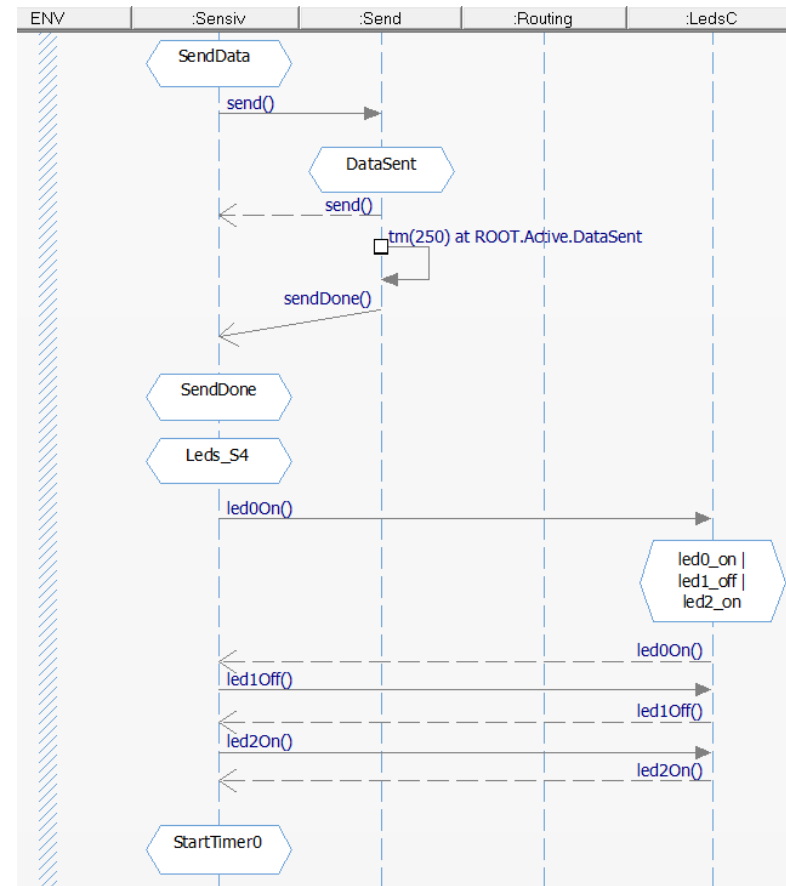 ENV :Sensiv :Send :Routing :LedsC
SendData
send()
DataSent
send()
tm(250) at ROOT.Active.DataSent
sendDone()
SendDone
Leds_S4
led0On()
led0_on |
led1_off |
led2_on
led0On()
led1Off()
led1Off()
led2On()
led2On()
StartTimer0